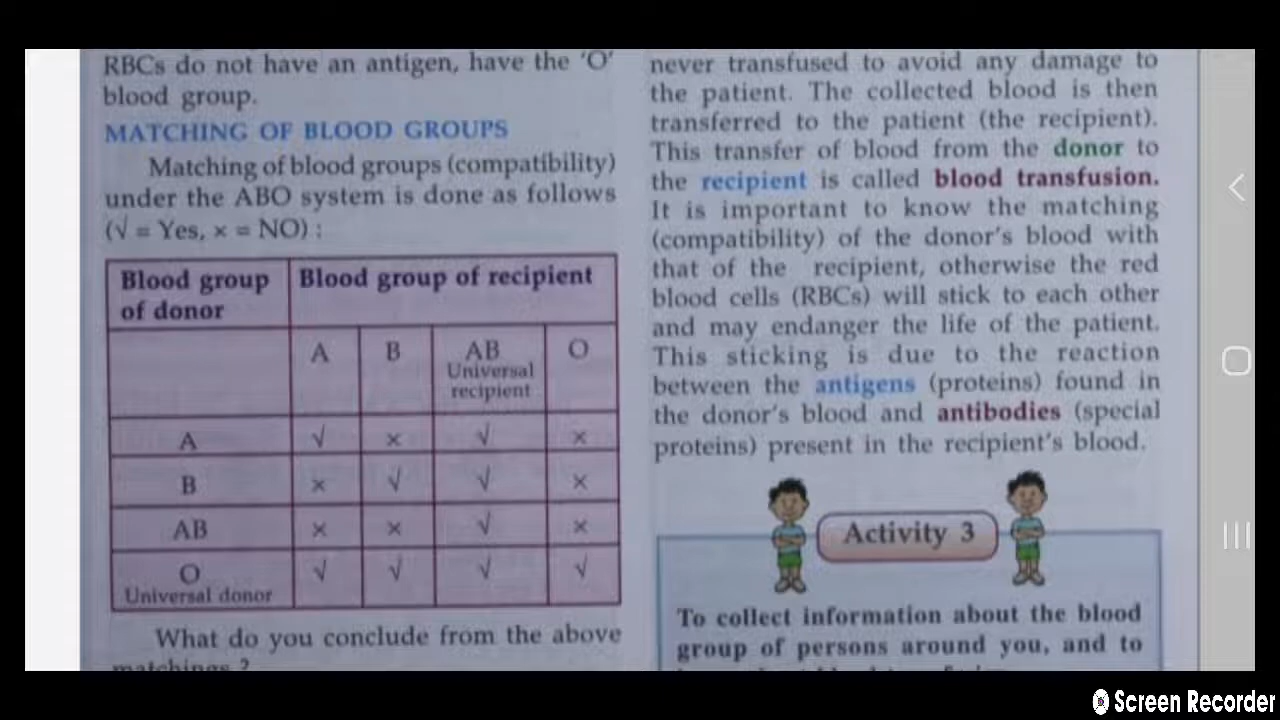 RBCs do not have an antigen, have the 'O'
blood group.
MATCHING OF BLOOD GROUPS
Matching of blood groups (compatibility)
under the ABO system is done as follows
(√ = Yes, × = NO) :
Blood group of donor
Blood group of recipient
A B AB Universal recipient O
A √ × √ ×
B × √ √ ×
AB × × √ ×
O Universal donor √ √ √ √
What do you conclude from the above
matchings ?
never transfused to avoid any damage to
the patient. The collected blood is then
transferred to the patient (the recipient).
This transfer of blood from the donor to
the recipient is called blood transfusion.
It is important to know the matching
(compatibility) of the donor's blood with
that of the recipient, otherwise the red
blood cells (RBCs) will stick to each other
and may endanger the life of the patient.
This sticking is due to the reaction
between the antigens (proteins) found in
the donor's blood and antibodies (special
proteins) present in the recipient's blood.
Activity 3
To collect information about the blood
group of persons around you, and to
Screen Recorder